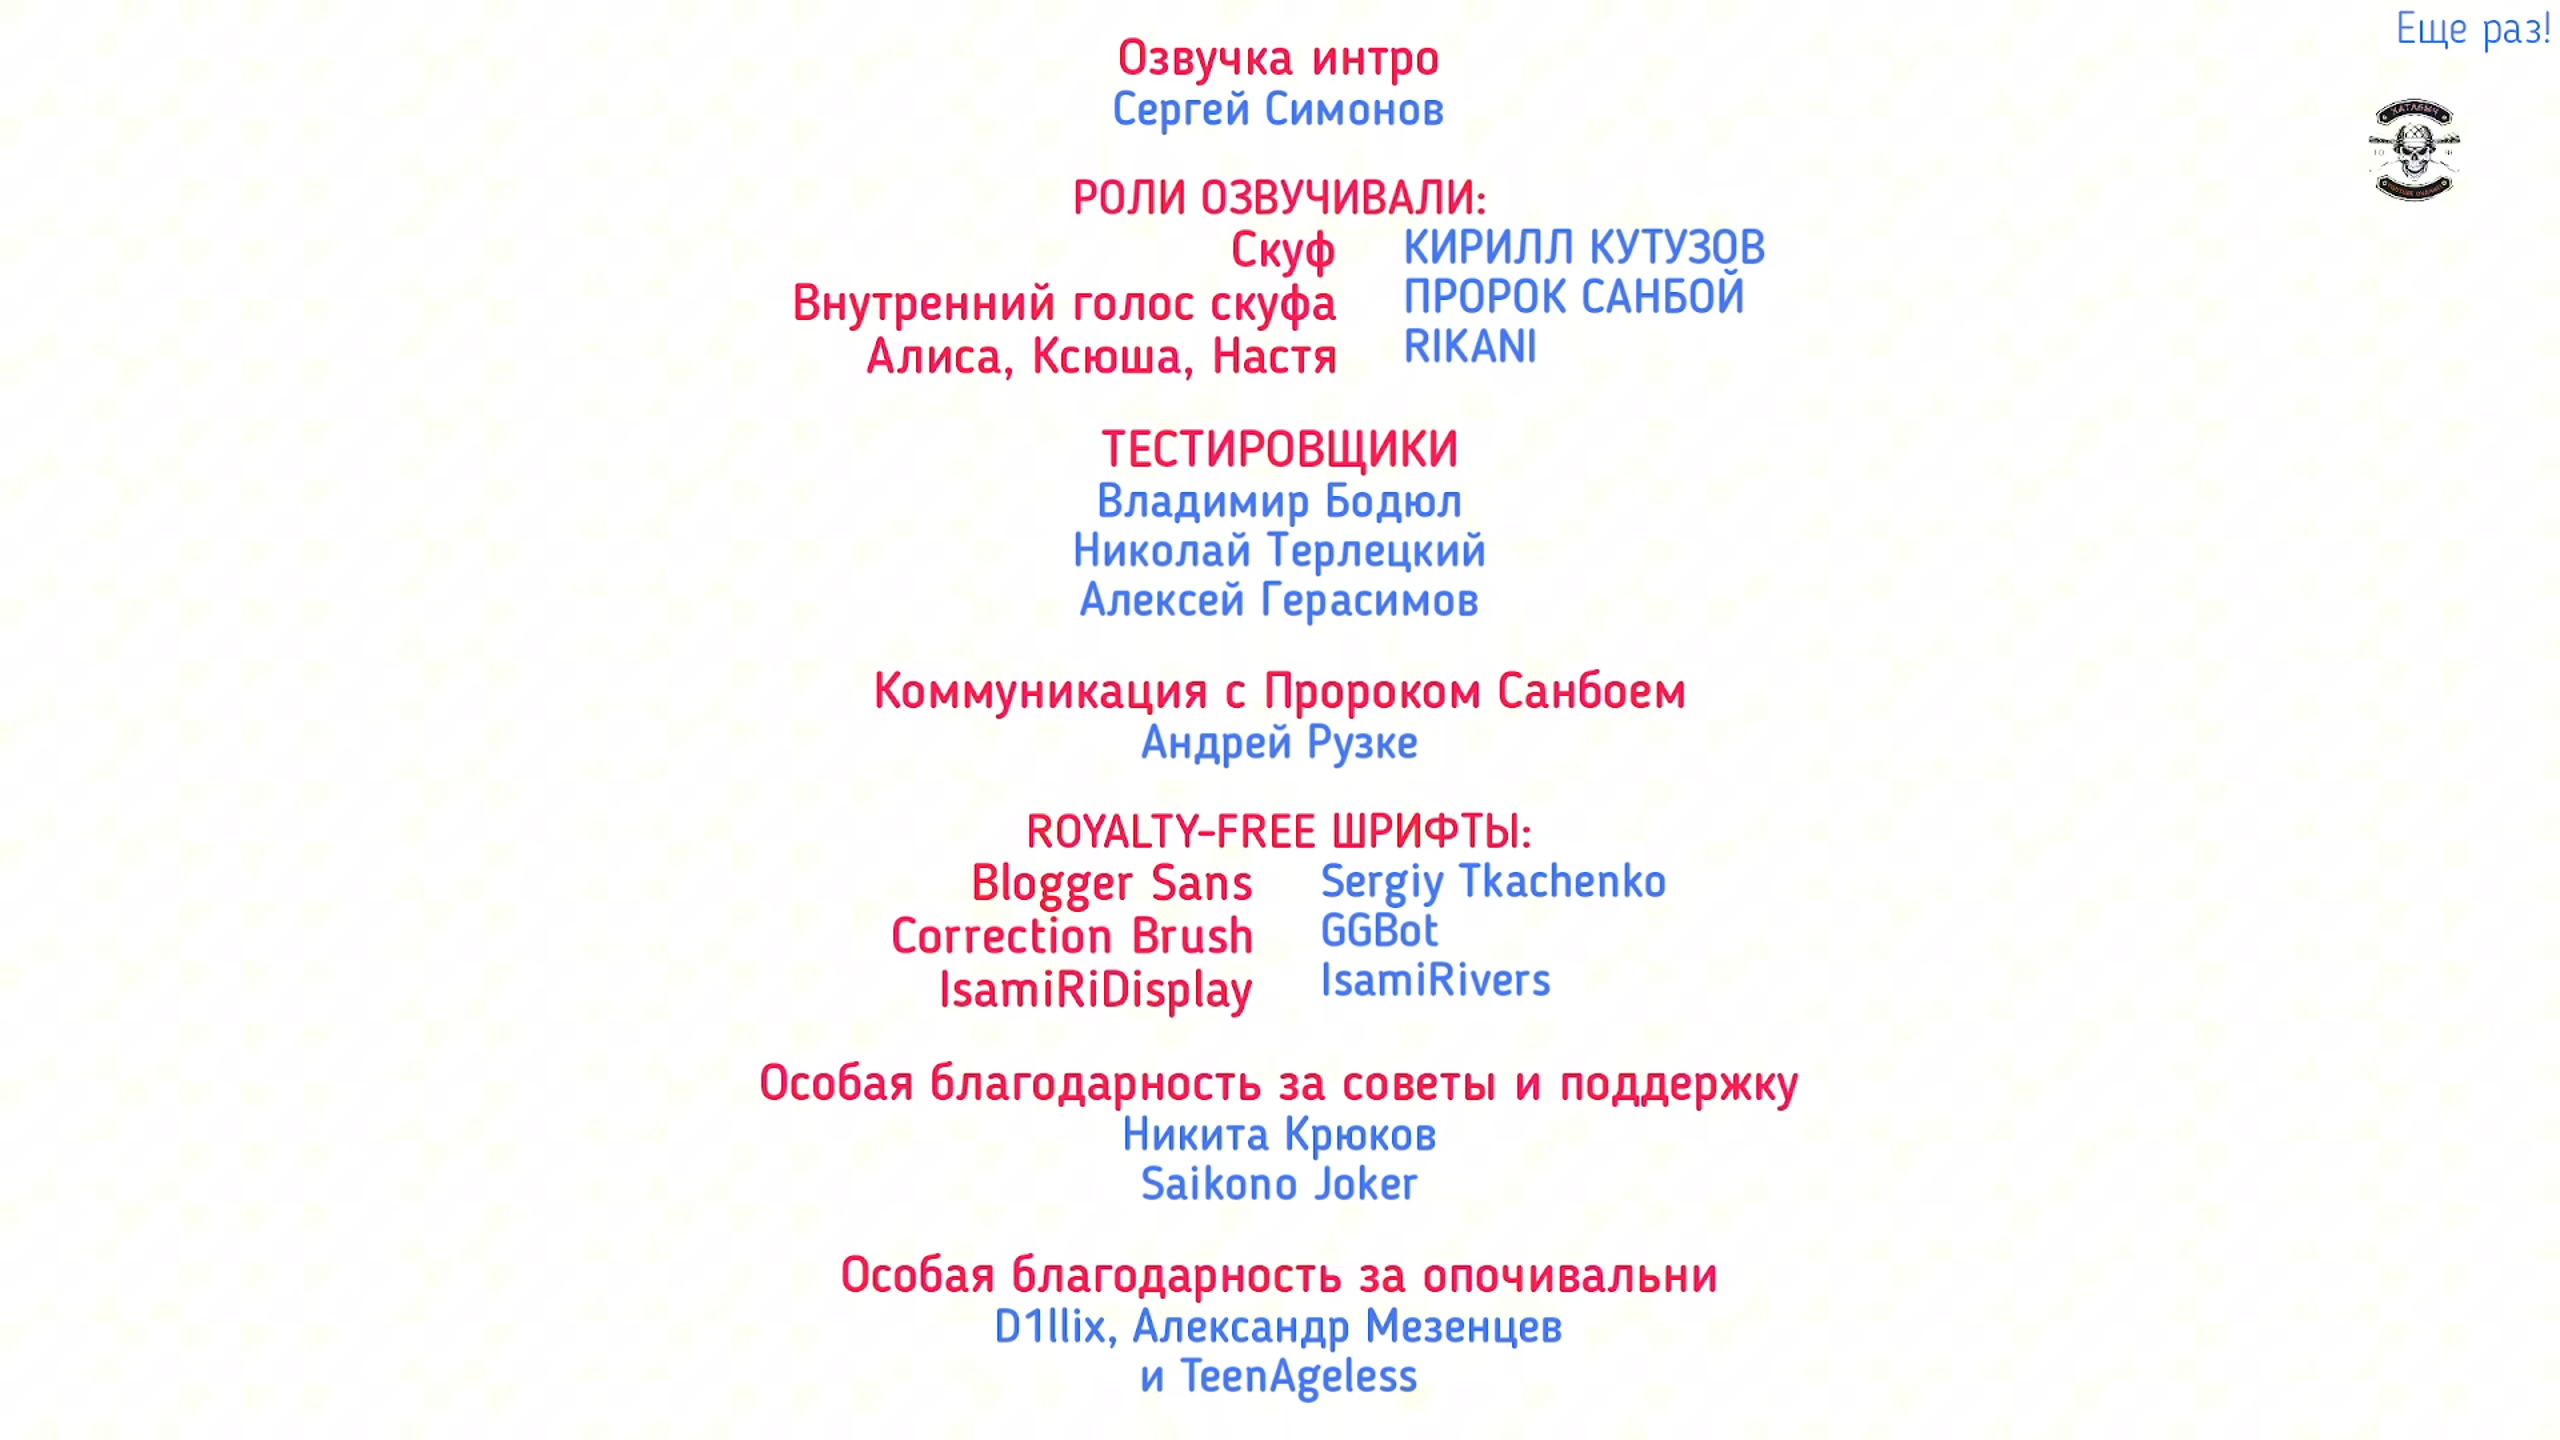 Еще раз!
Озвучка интро
Сергей Симонов
РОЛИ ОЗВУЧИВАЛИ:
Скуф КИРИЛЛ КУТУЗОВ
Внутренний голос скуфа ПРОРОК САНБОЙ
Алиса, Ксюша, Настя RIKANI
ТЕСТИРОВЩИКИ
Владимир Бодюл
Николай Терлецкий
Алексей Герасимов
Коммуникация с Пророком Санбоем
Андрей Рузке
ROYALTY-FREE ШРИФТЫ:
Blogger Sans Sergiy Tkachenko
Correction Brush GGBot
IsamiRiDisplay IsamiRivers
Особая благодарность за советы и поддержку
Никита Крюков
Saikono Joker
Особая благодарность за опочивальни
D1llix, Александр Мезенцев
и TeenAgeless